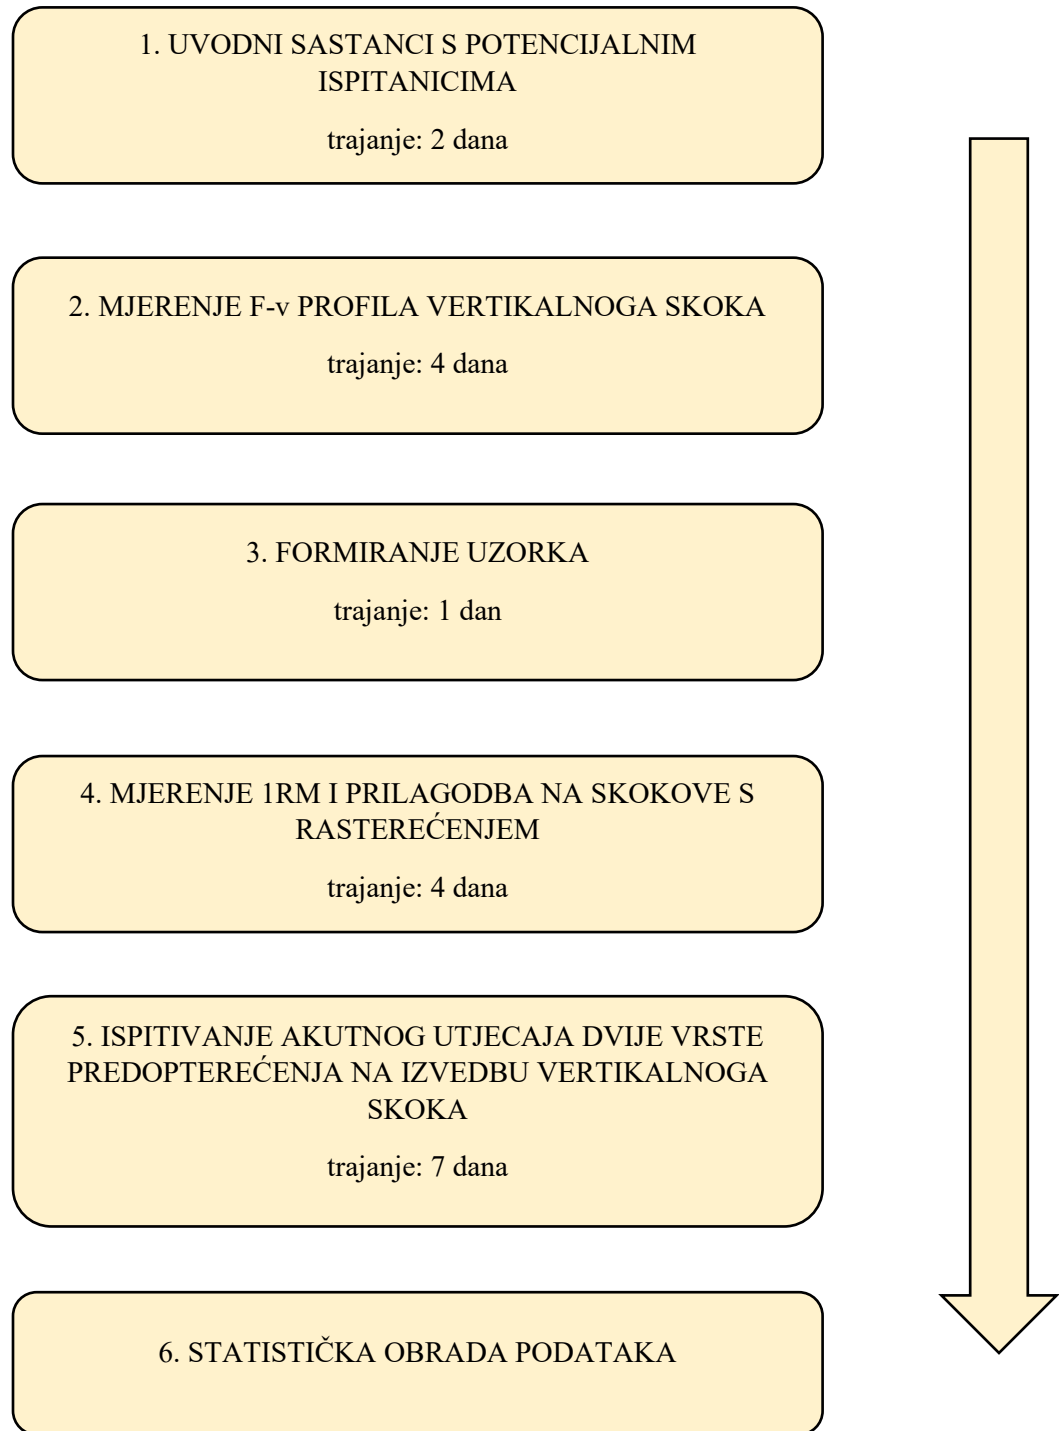 1. UVODNI SASTANCI S POTENCIJALNIM
ISPITANICIMA
trajanje: 2 dana
2. MJERENJE F-v PROFILA VERTIKALNOGA SKOKA
trajanje: 4 dana
3. FORMIRANJE UZORKA
trajanje: 1 dan
4. MJERENJE 1RM I PRILAGODBA NA SKOKOVE S
RASTEREĆENJEM
trajanje: 4 dana
5. ISPITIVANJE AKUTNOG UTJECAJA DVIJE VRSTE
PREDOPTEREĆENJA NA IZVEDBU VERTIKALNOGA
SKOKA
trajanje: 7 dana
6. STATISTIČKA OBRADA PODATAKA